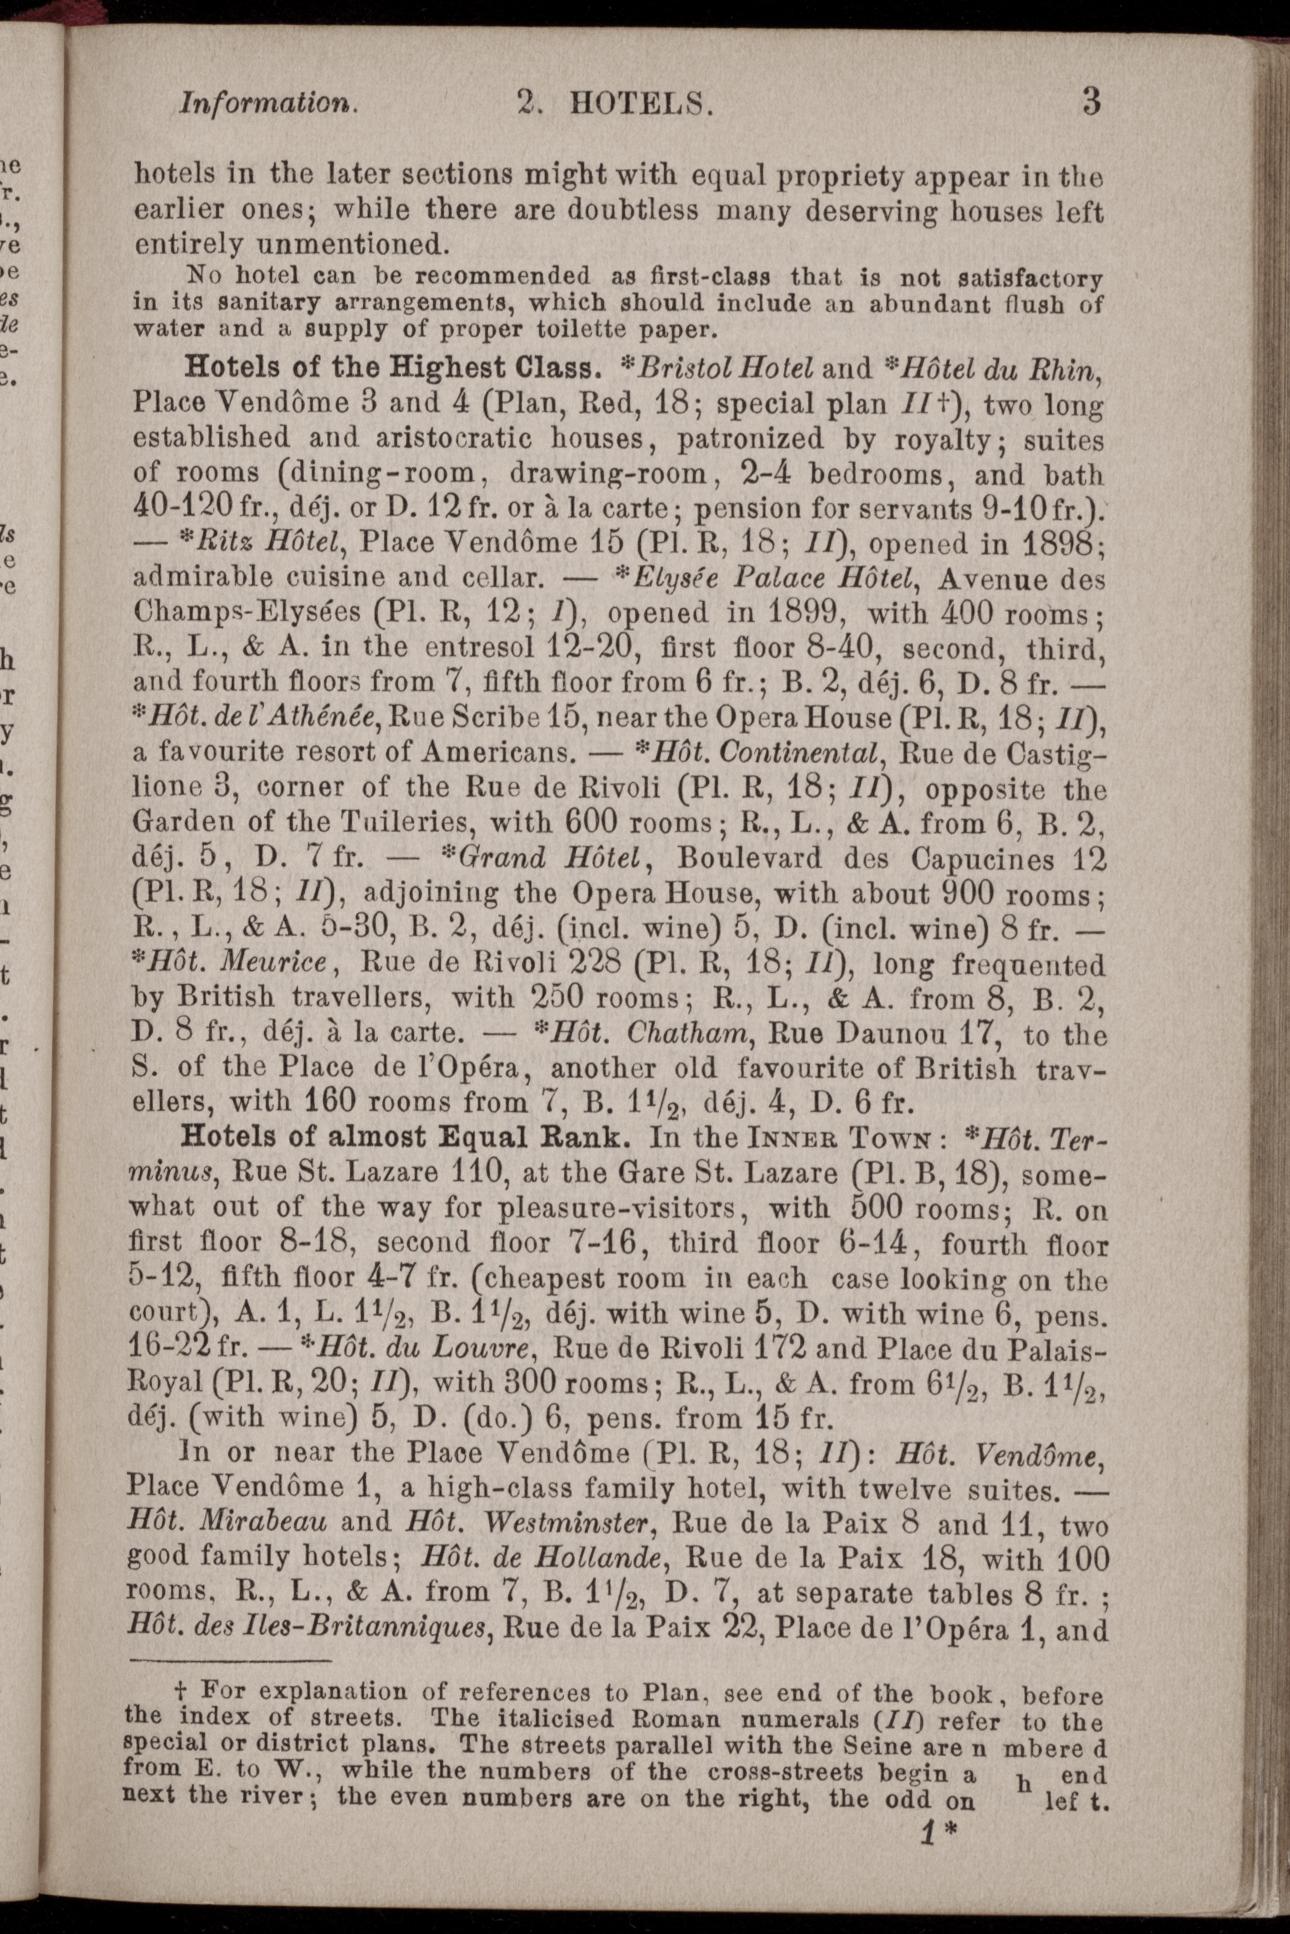 Information. 2. HOTELS. 3
hotels in the later sections might with equal propriety appear in the
earlier ones; while there are doubtless many deserving houses left
entirely unmentioned.
No hotel can be recommended as first-class that is not satisfactory
in its sanitary arrangements, which should include an abundant flush of
water and a supply of proper toilette paper.
Hotels of the Highest Class. *Bristol Hotel and *Hôtel du Rhin,
Place Vendôme 3 and 4 (Plan, Red, 18; special plan II†), two long
established and aristocratic houses, patronized by royalty; suites
of rooms (dining-room, drawing-room, 2-4 bedrooms, and bath
40-120 fr., déj. or D. 12 fr. or à la carte; pension for servants 9-10 fr.).
— *Ritz Hôtel, Place Vendôme 15 (Pl. R, 18; II), opened in 1898;
admirable cuisine and cellar. — *Elysée Palace Hôtel, Avenue des
Champs-Elysées (Pl. R, 12; I), opened in 1899, with 400 rooms;
R., L., & A. in the entresol 12-20, first floor 8-40, second, third,
and fourth floors from 7, fifth floor from 6 fr.; B. 2, déj. 6, D. 8 fr. —
*Hôt. de l'Athénée, Rue Scribe 15, near the Opera House (Pl. R, 18; II),
a favourite resort of Americans. — *Hôt. Continental, Rue de Castig-
lione 3, corner of the Rue de Rivoli (Pl. R, 18; II), opposite the
Garden of the Tuileries, with 600 rooms; R., L., & A. from 6, B. 2,
déj. 5, D. 7 fr. — *Grand Hôtel, Boulevard des Capucines 12
(Pl. R, 18; II), adjoining the Opera House, with about 900 rooms;
R., L., & A. 5-30, B. 2, déj. (incl. wine) 5, D. (incl. wine) 8 fr. —
*Hôt. Meurice, Rue de Rivoli 228 (Pl. R, 18; II), long frequented
by British travellers, with 250 rooms; R., L., & A. from 8, B. 2,
D. 8 fr., déj. à la carte. — *Hôt. Chatham, Rue Daunou 17, to the
S. of the Place de l'Opéra, another old favourite of British trav-
ellers, with 160 rooms from 7, B. 1 1/2, déj. 4, D. 6 fr.
Hotels of almost Equal Rank. In the INNER TOWN: *Hôt. Ter-
minus, Rue St. Lazare 110, at the Gare St. Lazare (Pl. B, 18), some-
what out of the way for pleasure-visitors, with 500 rooms; R. on
first floor 8-18, second floor 7-16, third floor 6-14, fourth floor
5-12, fifth floor 4-7 fr. (cheapest room in each case looking on the
court), A. 1, L. 1 1/2, B. 1 1/2, déj. with wine 5, D. with wine 6, pens.
16-22 fr. — *Hôt. du Louvre, Rue de Rivoli 172 and Place du Palais-
Royal (Pl. R, 20; II), with 300 rooms; R., L., & A. from 6 1/2, B. 1 1/2,
déj. (with wine) 5, D. (do.) 6, pens. from 15 fr.
In or near the Place Vendôme (Pl. R, 18; II): Hôt. Vendôme,
Place Vendôme 1, a high-class family hotel, with twelve suites. —
Hôt. Mirabeau and Hôt. Westminster, Rue de la Paix 8 and 11, two
good family hotels; Hôt. de Hollande, Rue de la Paix 18, with 100
rooms, R., L., & A. from 7, B. 1 1/2, D. 7, at separate tables 8 fr. ;
Hôt. des Iles-Britanniques, Rue de la Paix 22, Place de l'Opéra 1, and
† For explanation of references to Plan, see end of the book, before
the index of streets. The italicised Roman numerals (II) refer to the
special or district plans. The streets parallel with the Seine are n mbere d
from E. to W., while the numbers of the cross-streets begin a h end
next the river; the even numbers are on the right, the odd on lef t.
1*